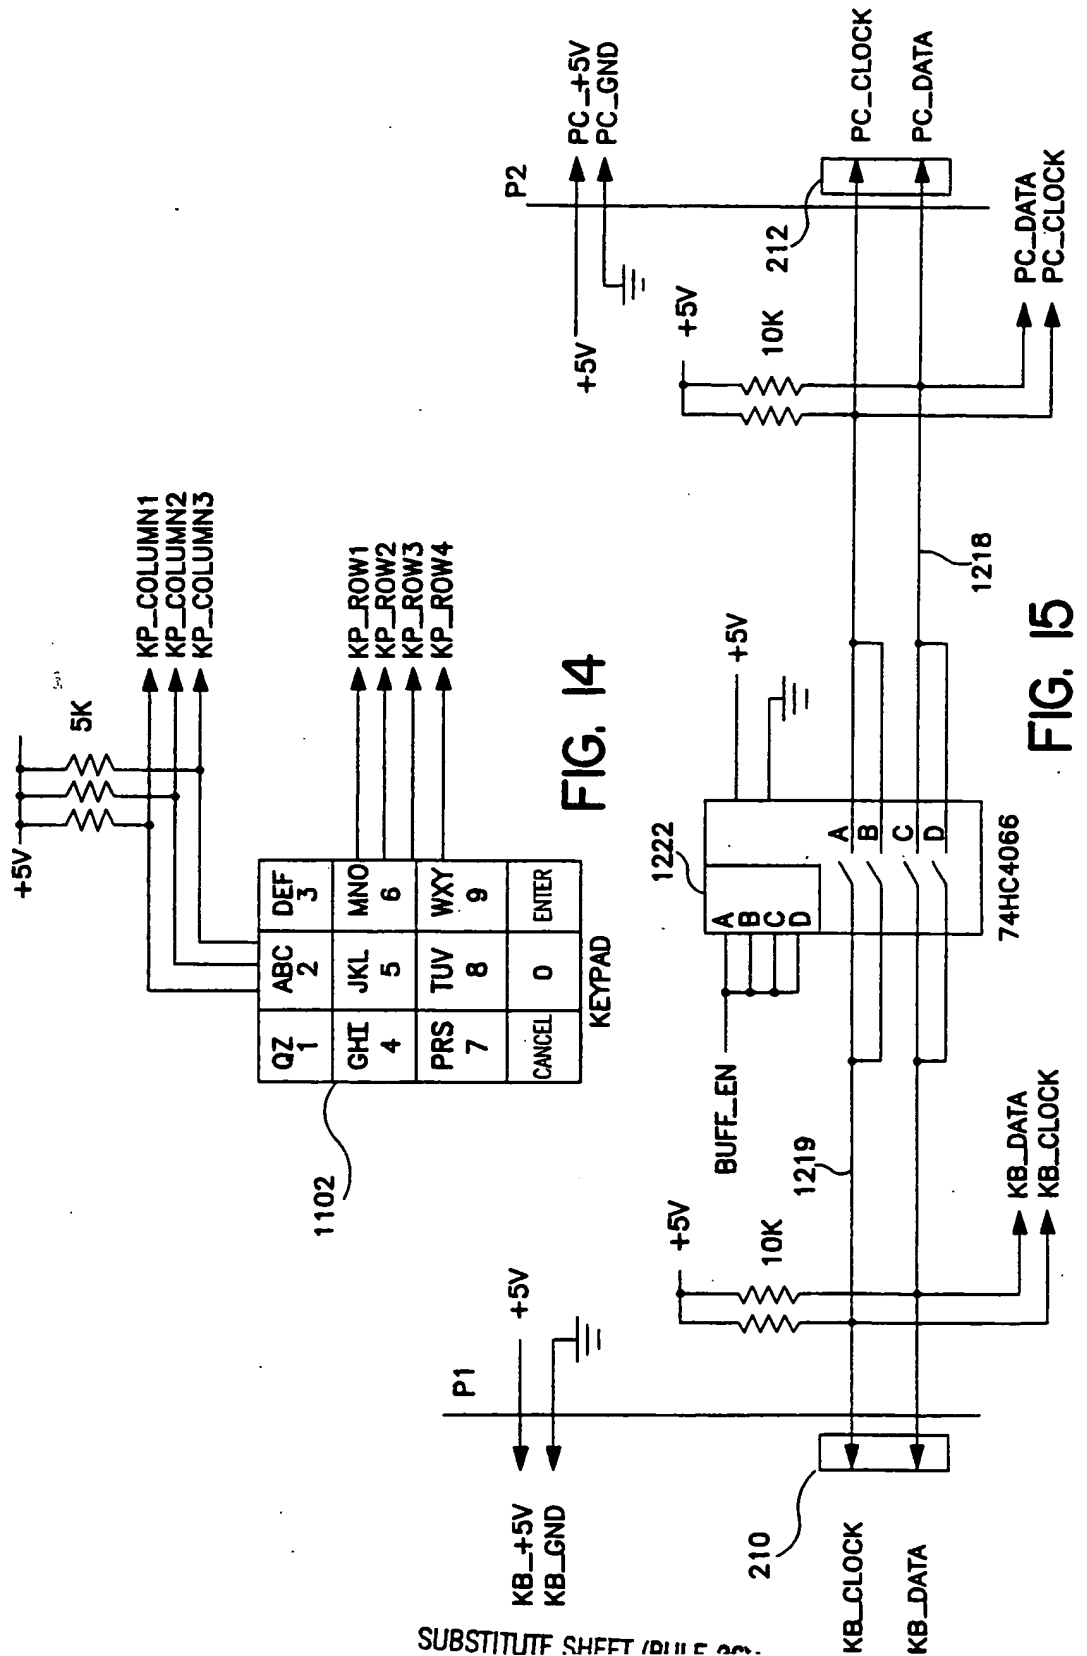 +5V
5K
KP_COLUMN1
KP_COLUMN2
KP_COLUMN3
KP_ROW1
KP_ROW2
KP_ROW3
KP_ROW4
QZ
1
ABC
2
DEF
3
GHI
4
JKL
5
MNO
6
PRS
7
TUV
8
WXY
9
CANCEL
0
ENTER
KEYPAD
1102
FIG. 14
KB_+5V
KB_GND
P1
+5V
+5V
PC_+5V
PC_GND
P2
210
KB_CLOCK
KB_DATA
+5V
10K
KB_DATA
KB_CLOCK
1219
BUFF_EN
1222
A
B
C
D
A
B
C
D
74HC4066
+5V
1218
+5V
10K
PC_DATA
PC_CLOCK
212
PC_CLOCK
PC_DATA
FIG. 15
SUBSTITUTE SHEET